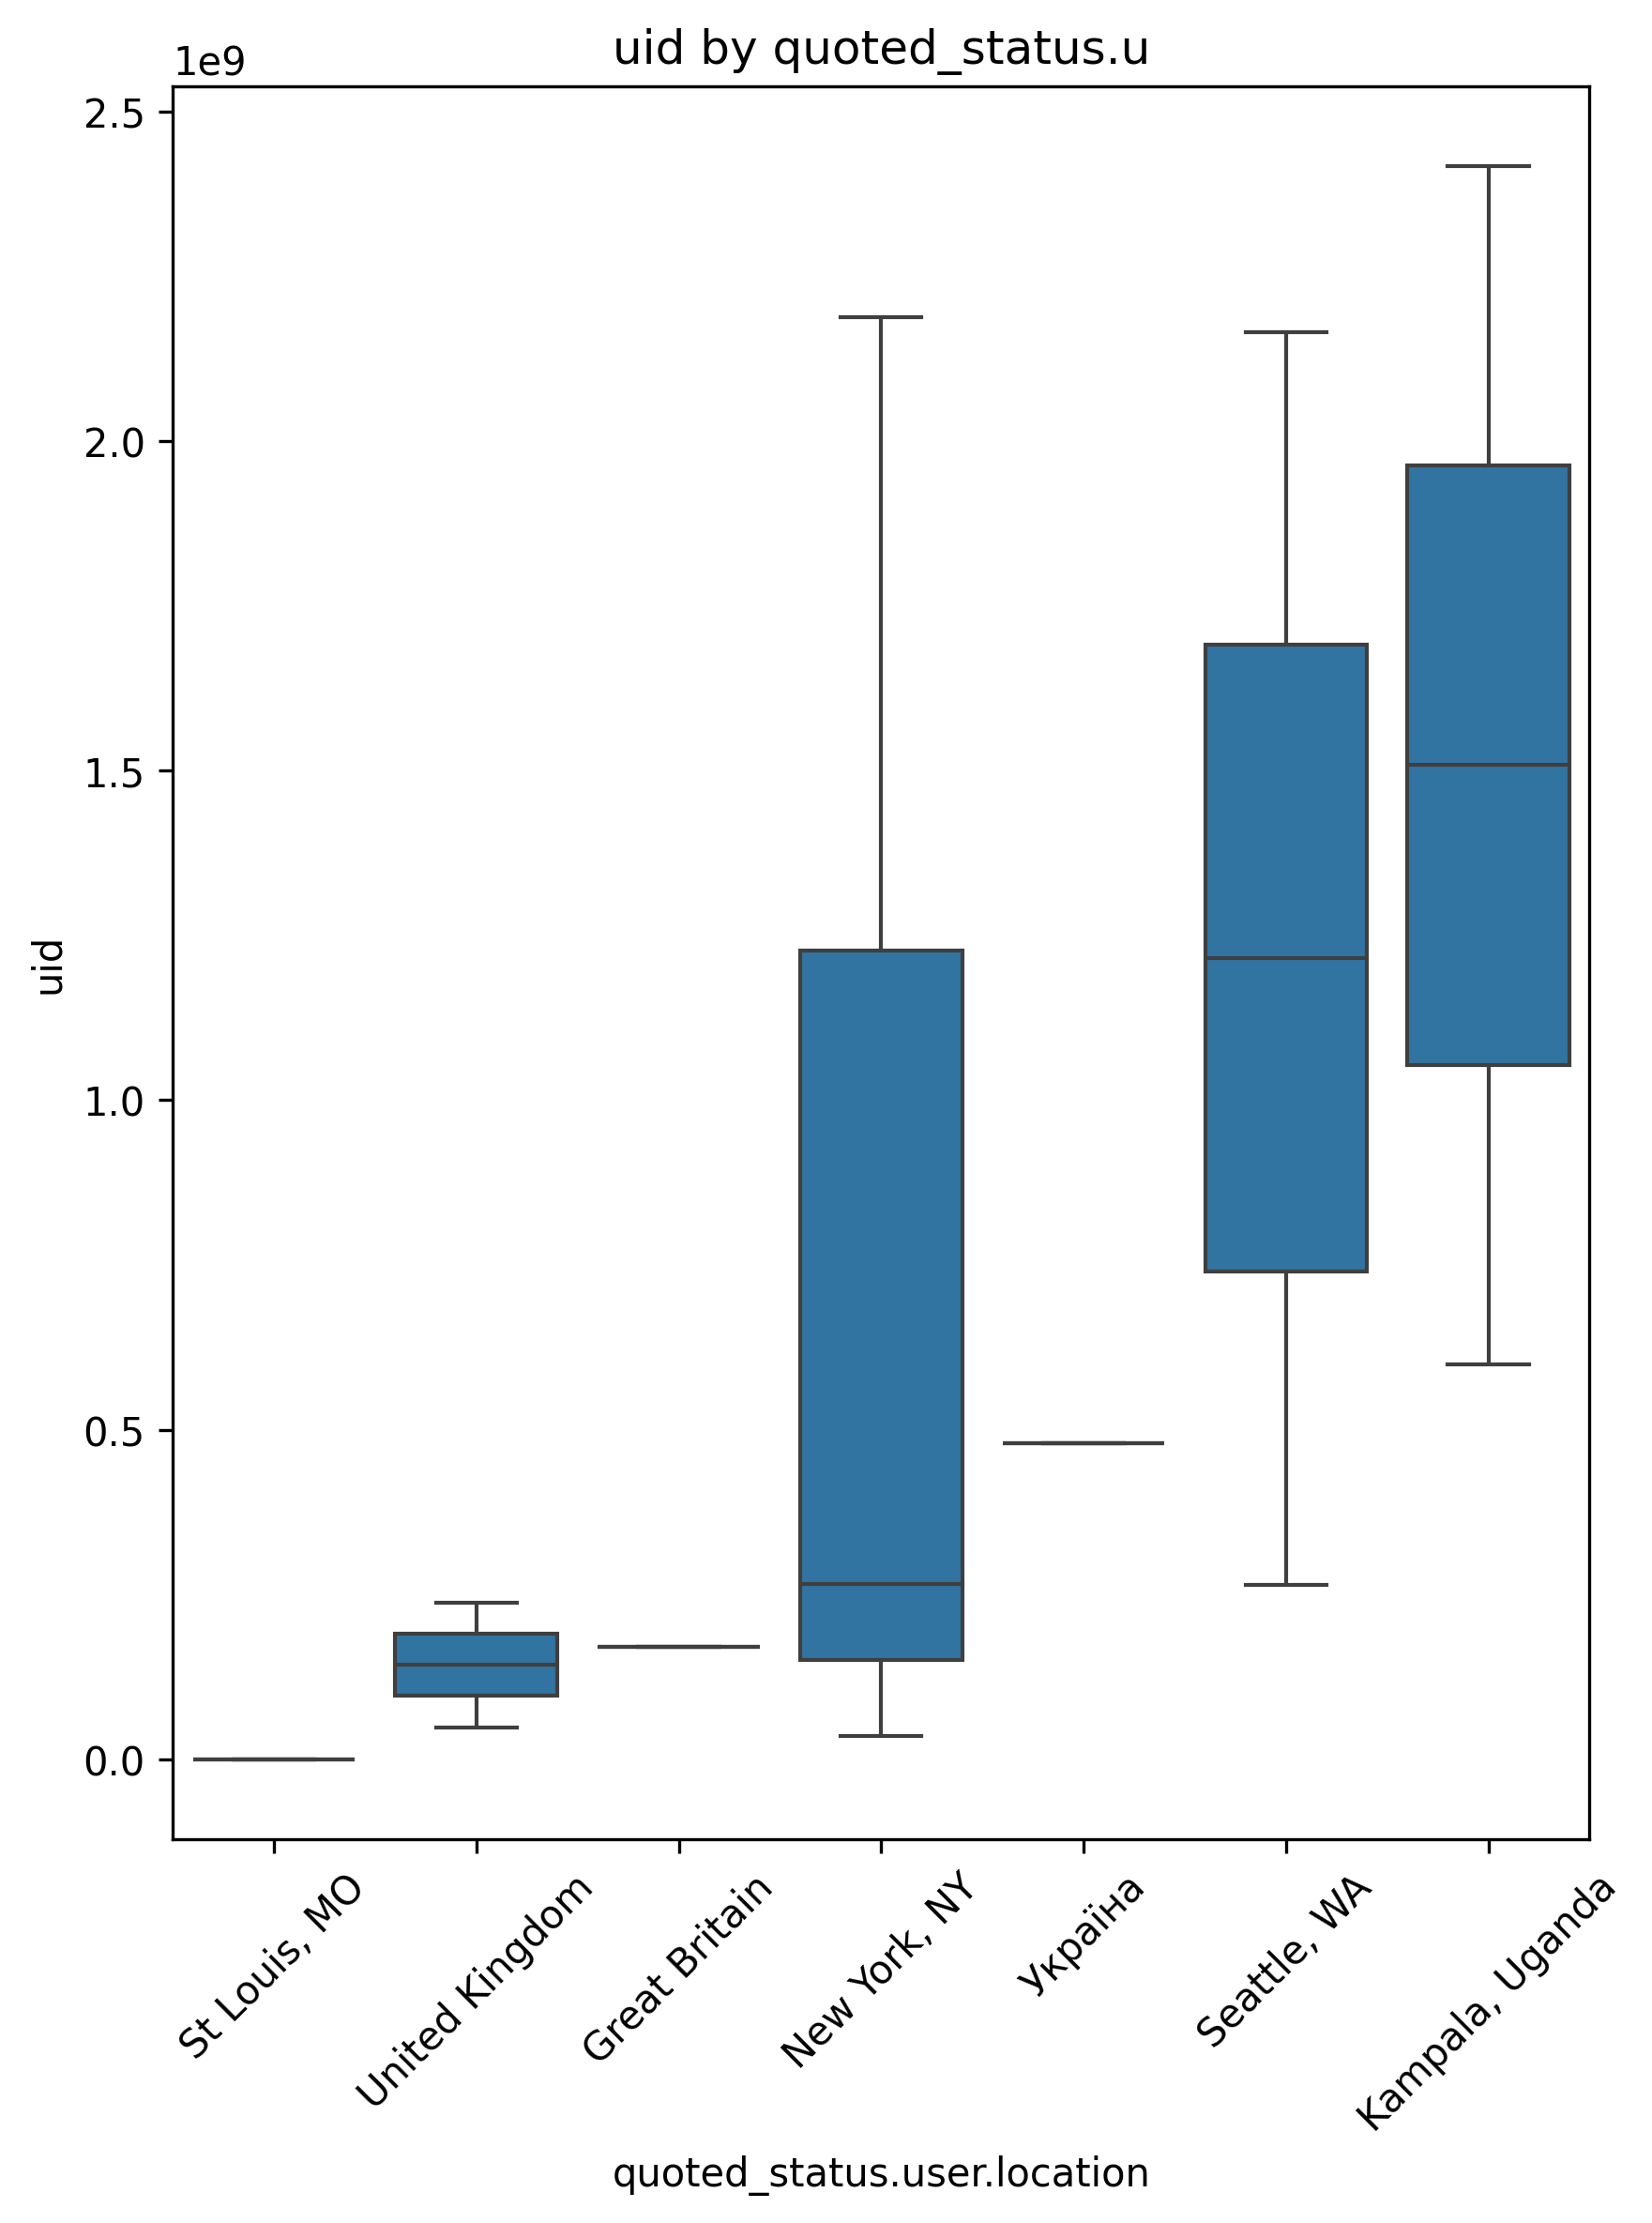 uid by quoted_status.u
1e9
2.5
2.0
1.5
1.0
0.5
0.0
uid
St Louis, MO
United Kingdom
Great Britain
New York, NY
Україна
Seattle, WA
Kampala, Uganda
quoted_status.user.location